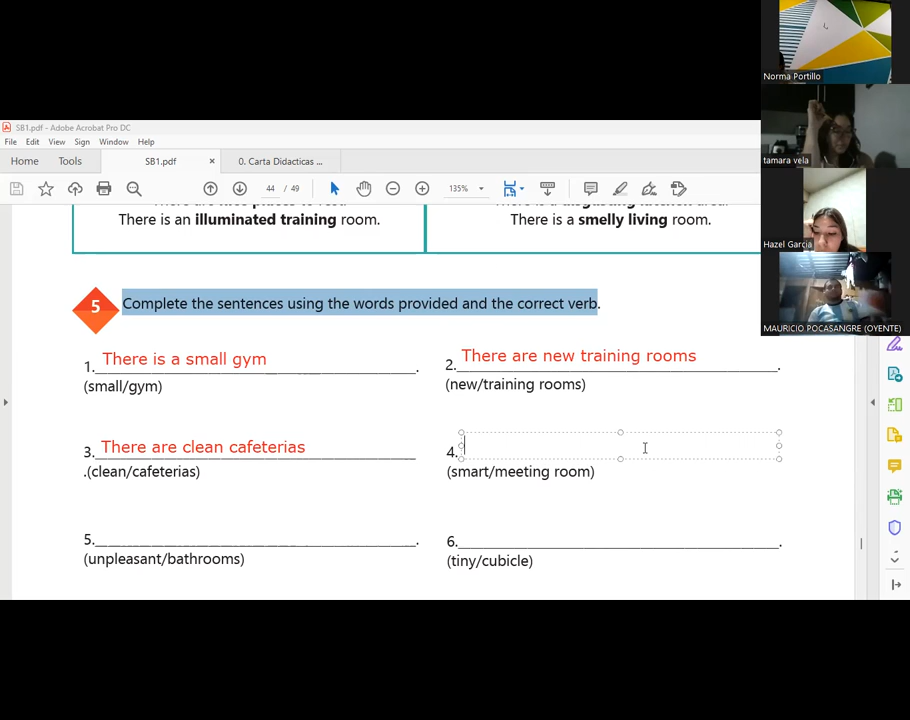 SB1.pdf - Adobe Acrobat Pro DC
File Edit View Sign Window Help
Home Tools SB1.pdf × 0. Carta Didacticas ...
44 / 49 135%
There is an illuminated training room.
There is a smelly living room.
5 Complete the sentences using the words provided and the correct verb.
1. There is a small gym.
(small/gym)
2. There are new training rooms.
(new/training rooms)
3. There are clean cafeterias
.(clean/cafeterias)
4.
(smart/meeting room)
5. .
(unpleasant/bathrooms)
6. .
(tiny/cubicle)
Norma Portillo
tamara vela
Hazel Garcia
MAURICIO POCASANGRE (OYENTE)